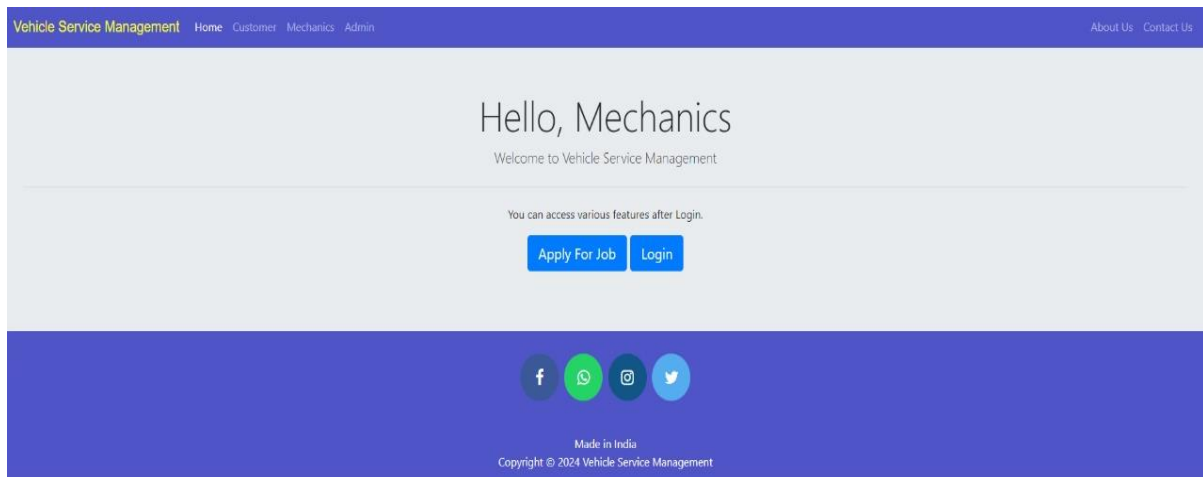 Vehicle Service Management Home Customer Mechanics Admin About Us Contact Us
Hello, Mechanics
Welcome to Vehicle Service Management
You can access various features after Login.
Apply For Job Login
Made in India
Copyright © 2024 Vehicle Service Management